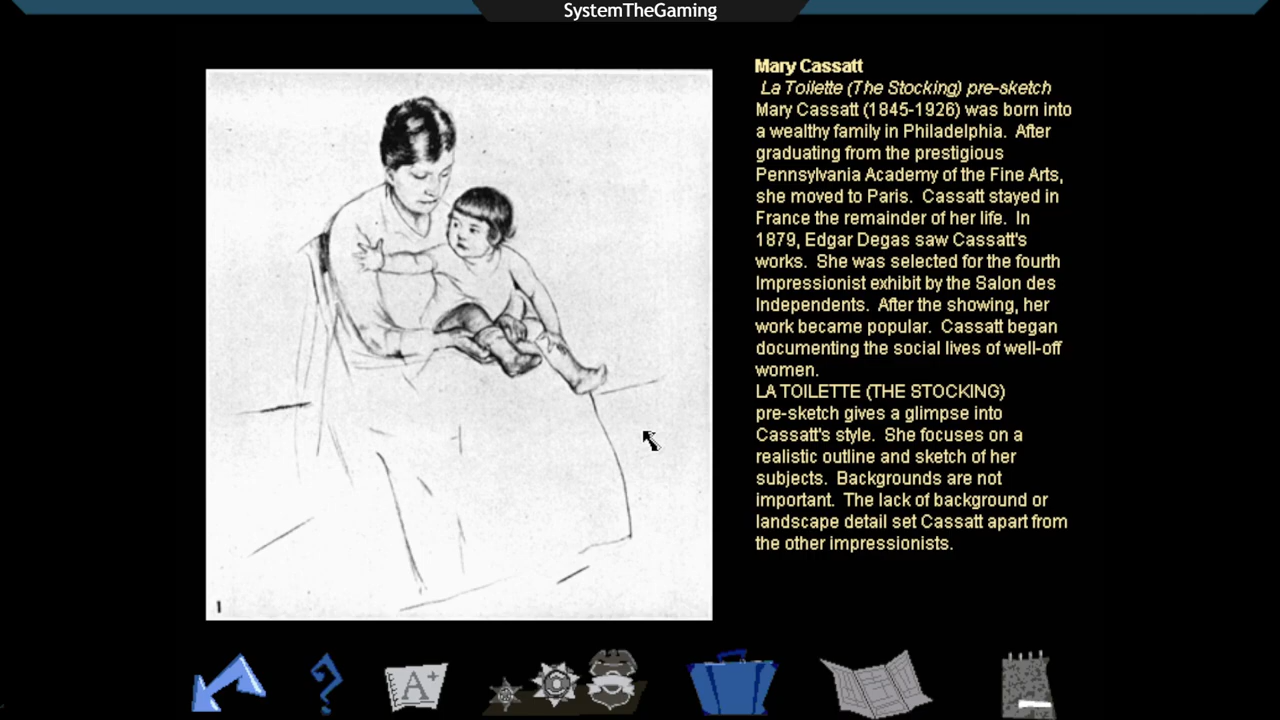 SystemTheGaming
Mary Cassatt
La Toilette (The Stocking) pre-sketch
Mary Cassatt (1845-1926) was born into
a wealthy family in Philadelphia. After
graduating from the prestigious
Pennsylvania Academy of the Fine Arts,
she moved to Paris. Cassatt stayed in
France the remainder of her life. In
1879, Edgar Degas saw Cassatt's
works. She was selected for the fourth
Impressionist exhibit by the Salon des
Independents. After the showing, her
work became popular. Cassatt began
documenting the social lives of well-off
women.
LA TOILETTE (THE STOCKING)
pre-sketch gives a glimpse into
Cassatt's style. She focuses on a
realistic outline and sketch of her
subjects. Backgrounds are not
important. The lack of background or
landscape detail set Cassatt apart from
the other impressionists.
1
?
A+